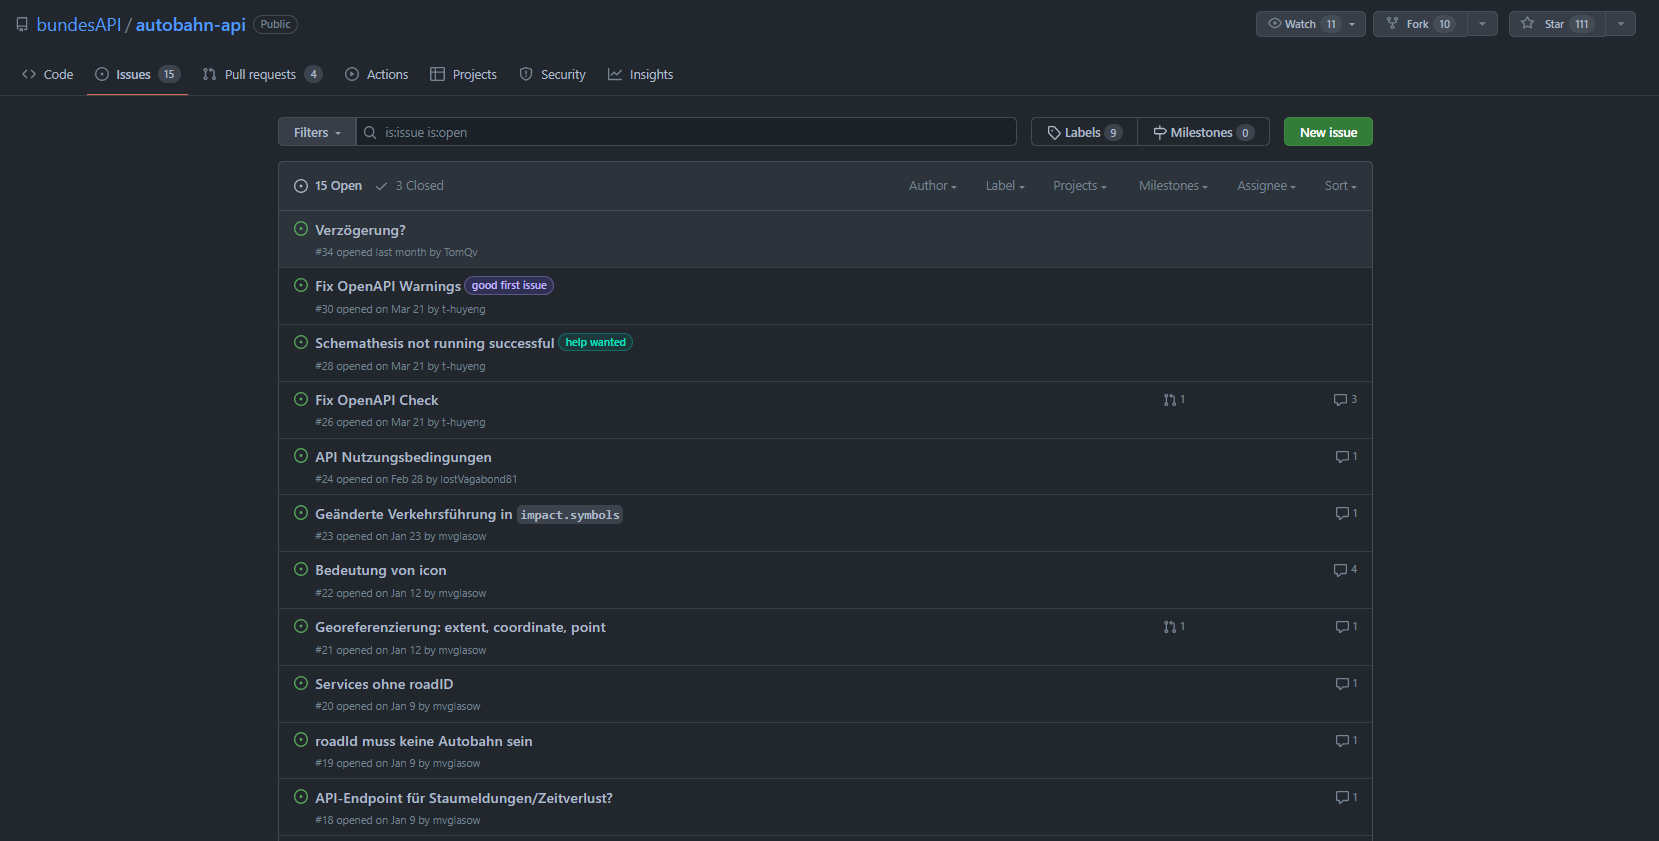 bundesAPI / autobahn-api Public
Watch 11 Fork 10 Star 111
Code Issues 15 Pull requests 4 Actions Projects Security Insights
Filters is:issue is:open Labels 9 Milestones 0 New issue
15 Open 3 Closed Author Label Projects Milestones Assignee Sort
Verzögerung?
#34 opened last month by TomQv
Fix OpenAPI Warnings good first issue
#30 opened on Mar 21 by t-huyeng
Schemathesis not running successful help wanted
#28 opened on Mar 21 by t-huyeng
Fix OpenAPI Check 1 3
#26 opened on Mar 21 by t-huyeng
API Nutzungsbedingungen 1
#24 opened on Feb 28 by lostVagabond81
Geänderte Verkehrsführung in impact.symbols 1
#23 opened on Jan 23 by mvglasow
Bedeutung von icon 4
#22 opened on Jan 12 by mvglasow
Georeferenzierung: extent, coordinate, point 1 1
#21 opened on Jan 12 by mvglasow
Services ohne roadID 1
#20 opened on Jan 9 by mvglasow
roadId muss keine Autobahn sein 1
#19 opened on Jan 9 by mvglasow
API-Endpoint für Staumeldungen/Zeitverlust? 1
#18 opened on Jan 9 by mvglasow